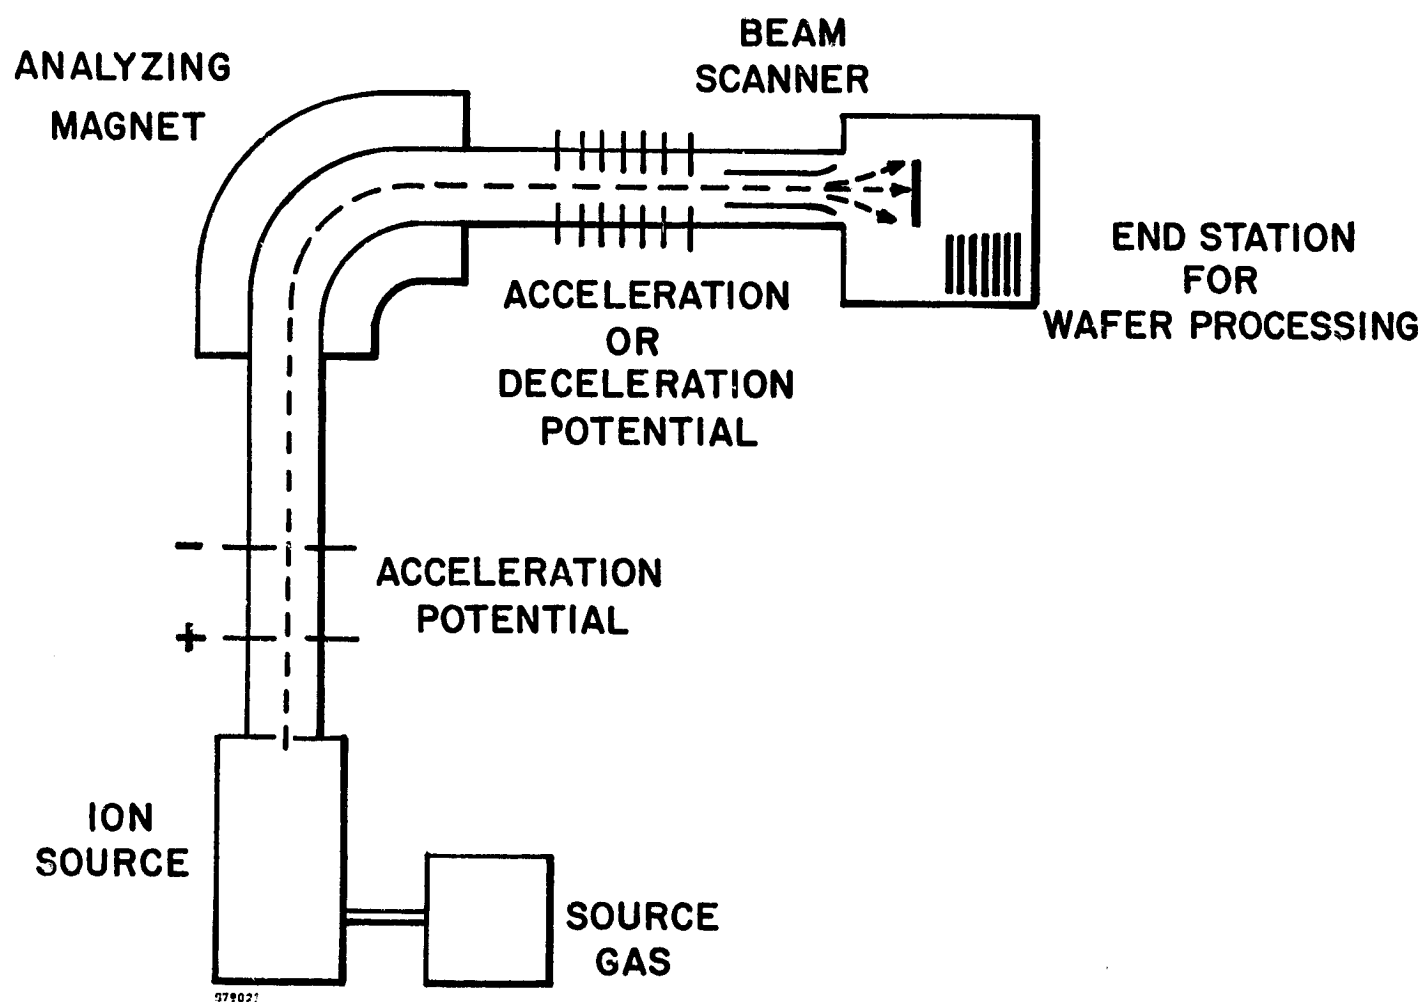 ANALYZING
MAGNET
BEAM
SCANNER
END STATION
FOR
WAFER PROCESSING
ACCELERATION
OR
DECELERATION
POTENTIAL
-
+
ACCELERATION
POTENTIAL
ION
SOURCE
SOURCE
GAS